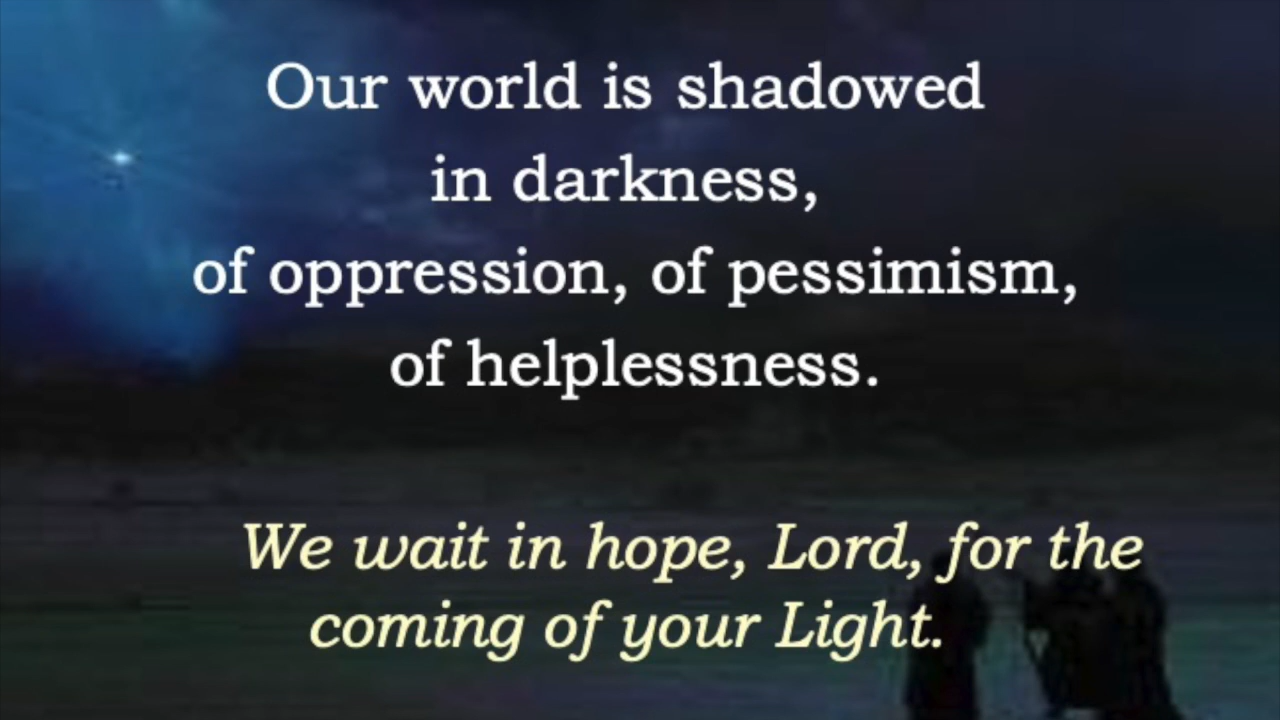 Our world is shadowed
in darkness,
of oppression, of pessimism,
of helplessness.
We wait in hope, Lord, for the
coming of your Light.